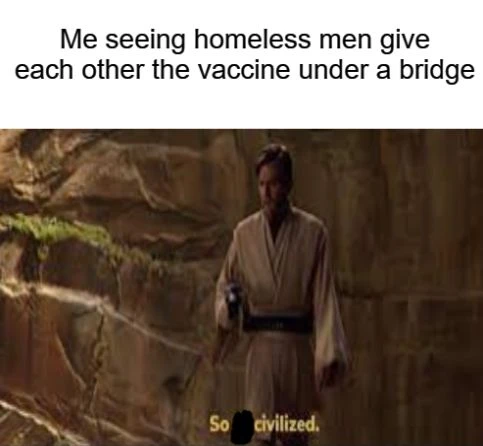 Me seeing homeless men give
each other the vaccine under a bridge
So civilized.